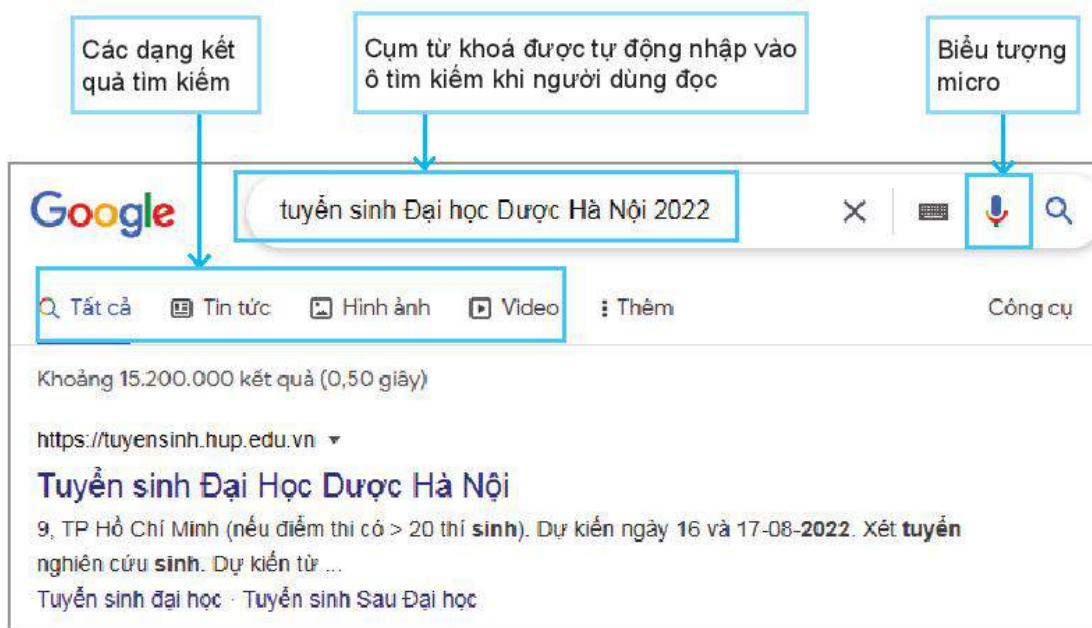 Các dạng kết
quả tìm kiếm
Cụm từ khoá được tự động nhập vào
ô tìm kiếm khi người dùng đọc
Biểu tượng
micro
Google
tuyển sinh Đại học Dược Hà Nội 2022
Tất cả Tin tức Hình ảnh Video Thêm Công cụ
Khoảng 15.200.000 kết quả (0,50 giây)
https://tuyensinh.hup.edu.vn
Tuyển sinh Đại Học Dược Hà Nội
9, TP Hồ Chí Minh (nếu điểm thi có > 20 thí sinh). Dự kiến ngày 16 và 17-08-2022. Xét tuyển
nghiên cứu sinh. Dự kiến từ ...
Tuyển sinh đại học · Tuyển sinh Sau Đại học